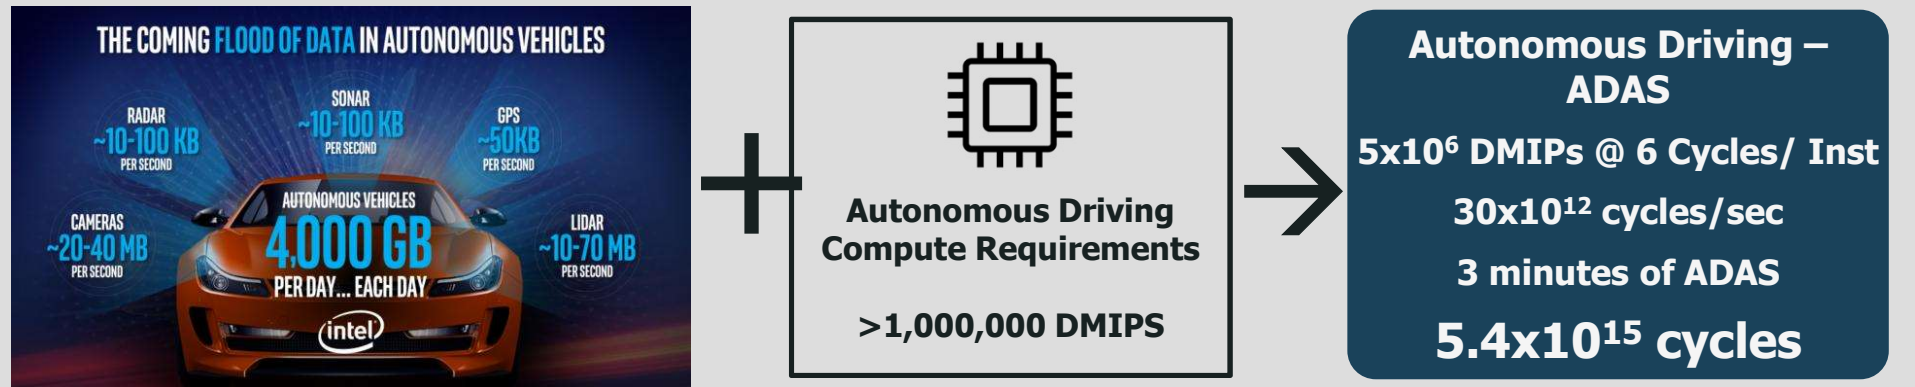 THE COMING FLOOD OF DATA IN AUTONOMOUS VEHICLES
RADAR
~10-100 KB
PER SECOND
SONAR
~10-100 KB
PER SECOND
GPS
~50KB
PER SECOND
CAMERAS
~20-40 MB
PER SECOND
AUTONOMOUS VEHICLES
4,000 GB
PER DAY... EACH DAY
LIDAR
~10-70 MB
PER SECOND
intel
+
Autonomous Driving
Compute Requirements
>1,000,000 DMIPS
→
Autonomous Driving –
ADAS
5x10⁶ DMIPs @ 6 Cycles/ Inst
30x10¹² cycles/sec
3 minutes of ADAS
5.4x10¹⁵ cycles